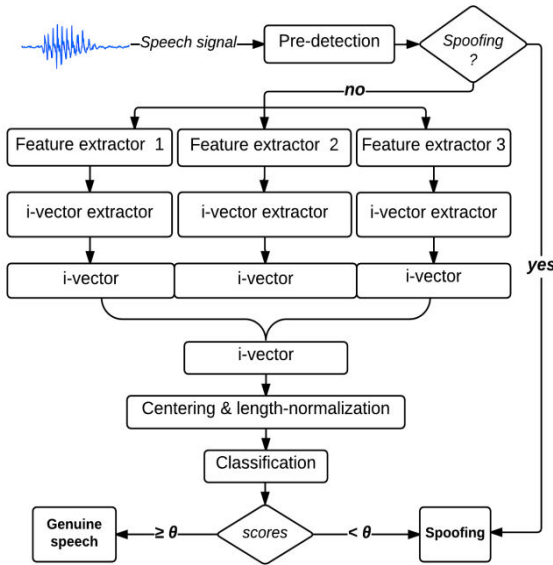 Speech signal
Pre-detection
Spoofing
?
no
Feature extractor 1
Feature extractor 2
Feature extractor 3
i-vector extractor
i-vector extractor
i-vector extractor
yes
i-vector
i-vector
i-vector
i-vector
Centering & length-normalization
Classification
Genuine
speech
≥ θ
scores
< θ
Spoofing